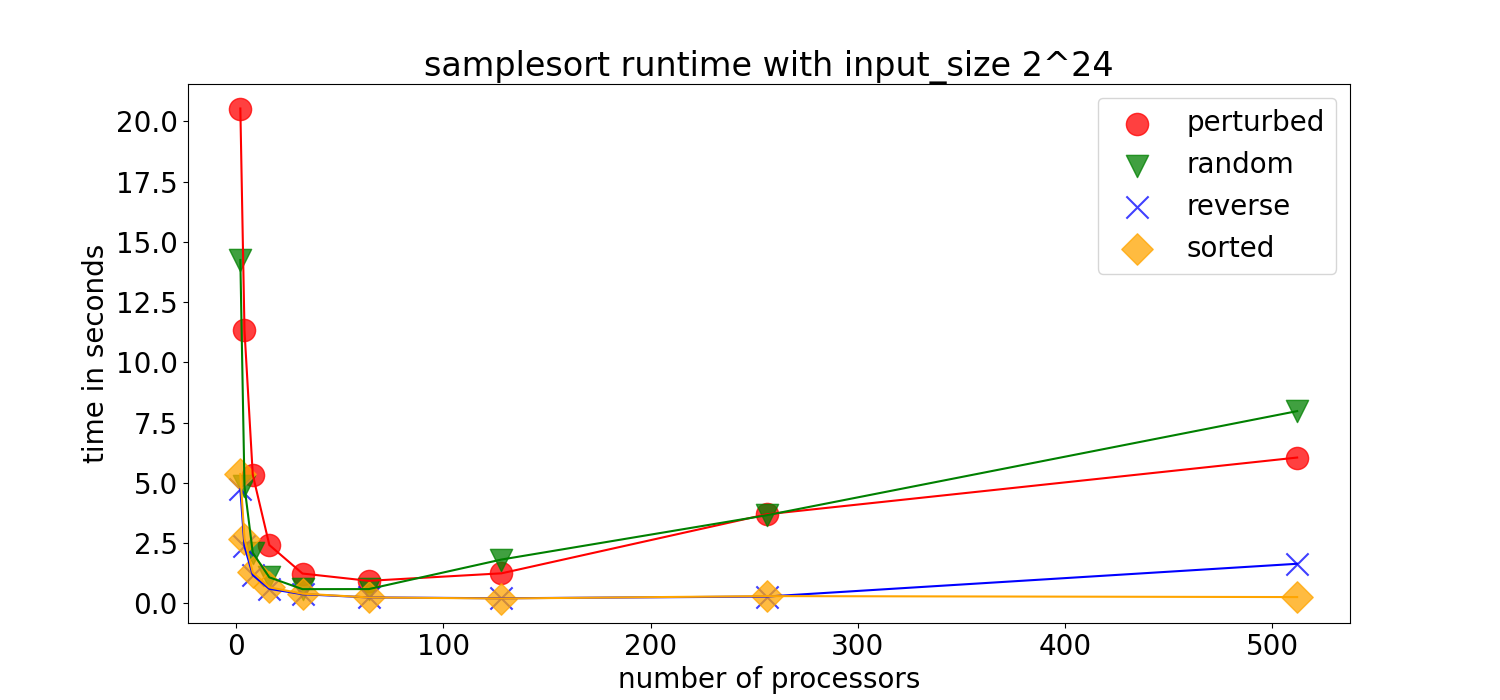 samplesort runtime with input_size 2^24
perturbed
random
reverse
sorted
time in seconds
20.0
17.5
15.0
12.5
10.0
7.5
5.0
2.5
0.0
0 100 200 300 400 500
number of processors